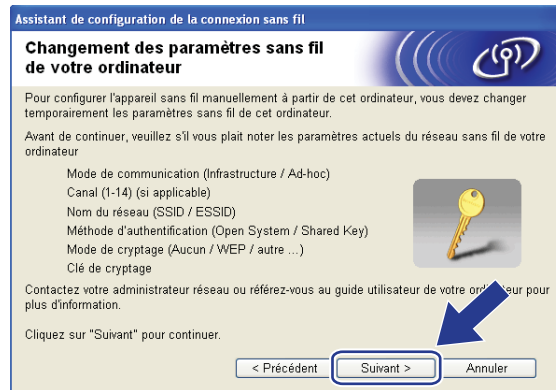 Assistant de configuration de la connexion sans fil
Changement des paramètres sans fil
de votre ordinateur
Pour configurer l'appareil sans fil manuellement à partir de cet ordinateur, vous devez changer
temporairement les paramètres sans fil de cet ordinateur.
Avant de continuer, veuillez s'il vous plait noter les paramètres actuels du réseau sans fil de votre
ordinateur
Mode de communication (Infrastructure / Ad-hoc)
Canal (1-14) (si applicable)
Nom du réseau (SSID / ESSID)
Méthode d'authentification (Open System / Shared Key)
Mode de cryptage (Aucun / WEP / autre ...)
Clé de cryptage
Contactez votre administrateur réseau ou référez-vous au guide utilisateur de votre pour
plus d'information.
Cliquez sur "Suivant" pour continuer.
< Précédent Suivant > Annuler